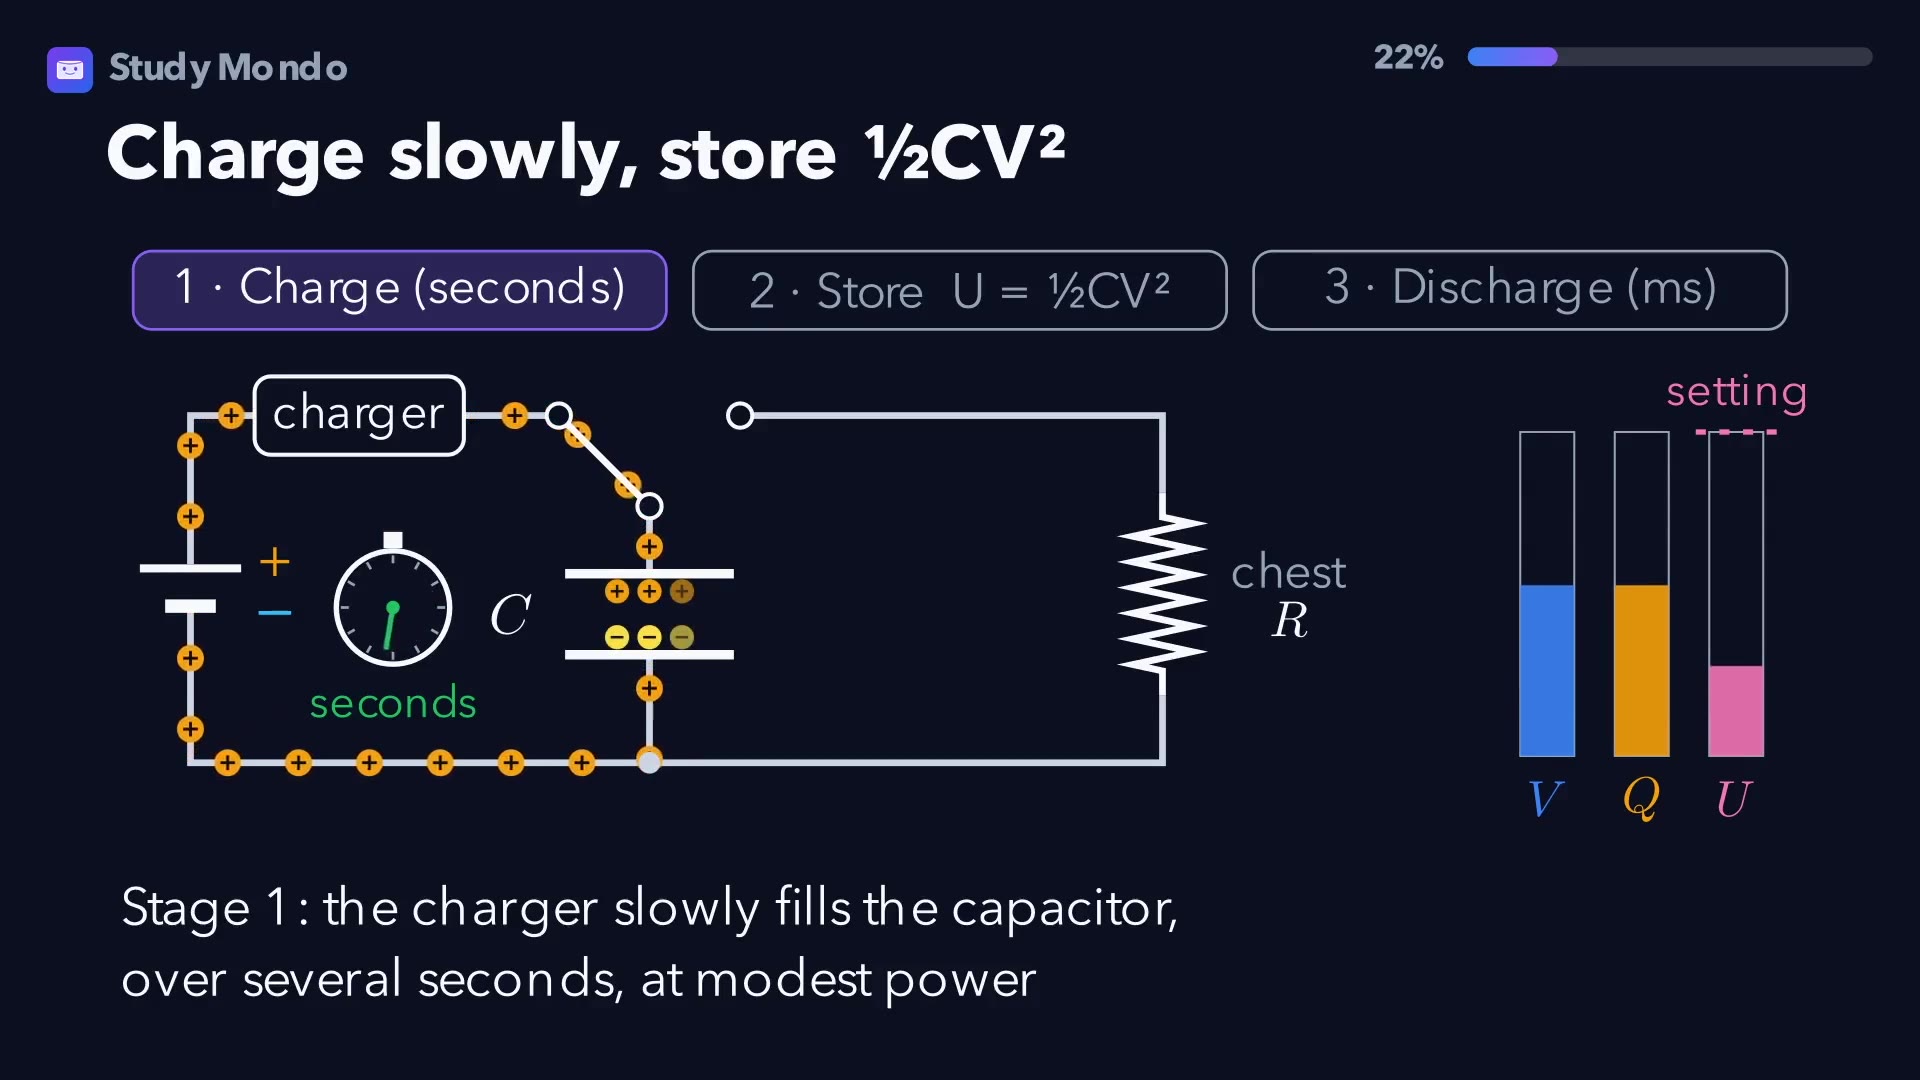 Study Mondo
22%
Charge slowly, store ½CV²
1 · Charge (seconds)
2 · Store U = ½CV²
3 · Discharge (ms)
charger
setting
+
−
C
chest
R
seconds
V
Q
U
Stage 1: the charger slowly fills the capacitor,
over several seconds, at modest power